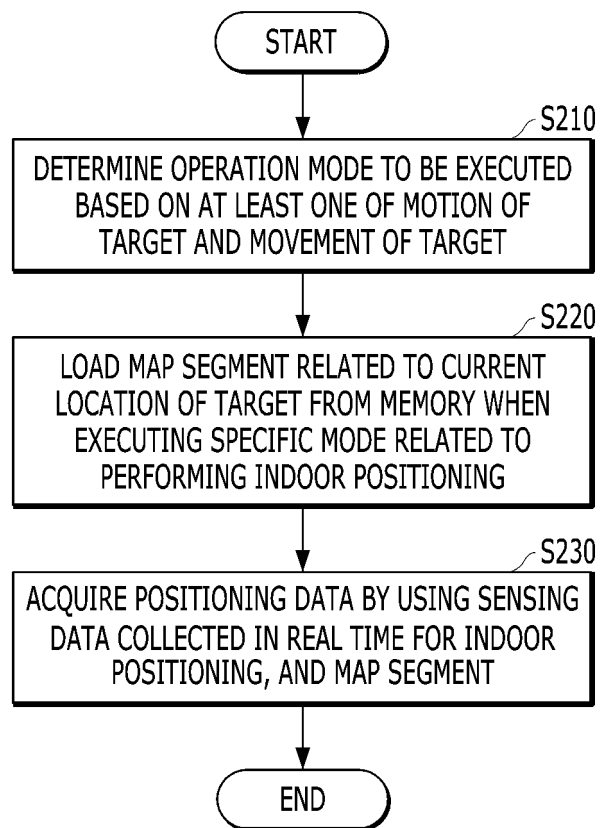 START
S210
DETERMINE OPERATION MODE TO BE EXECUTED
BASED ON AT LEAST ONE OF MOTION OF
TARGET AND MOVEMENT OF TARGET
S220
LOAD MAP SEGMENT RELATED TO CURRENT
LOCATION OF TARGET FROM MEMORY WHEN
EXECUTING SPECIFIC MODE RELATED TO
PERFORMING INDOOR POSITIONING
S230
ACQUIRE POSITIONING DATA BY USING SENSING
DATA COLLECTED IN REAL TIME FOR INDOOR
POSITIONING, AND MAP SEGMENT
END